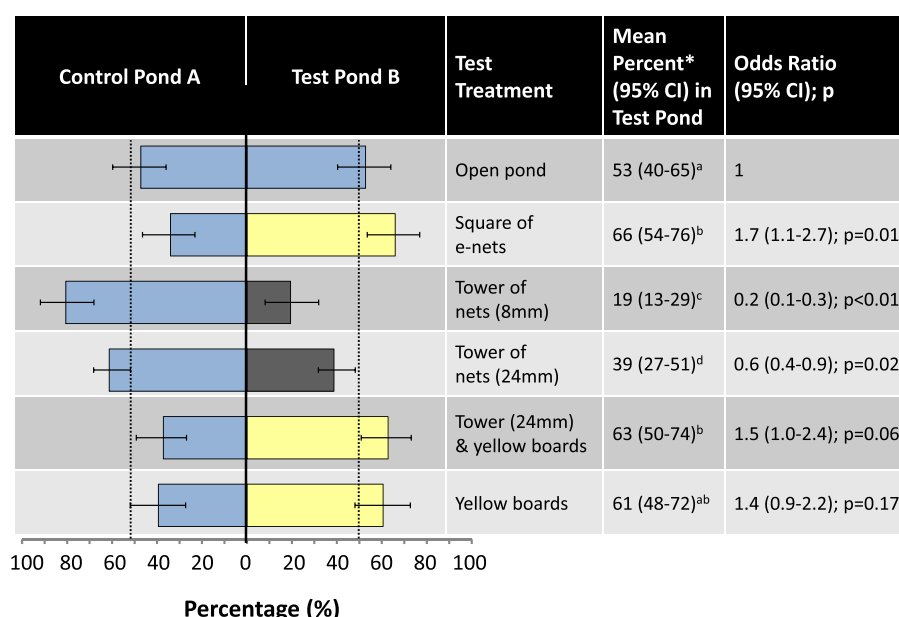 Control Pond A
Test Pond B
Test
Treatment
Mean
Percent*
(95% CI) in
Test Pond
Odds Ratio
(95% CI); p
Open pond
53 (40-65)ᵃ
1
Square of
e-nets
66 (54-76)ᵇ
1.7 (1.1-2.7); p=0.01
Tower of
nets (8mm)
19 (13-29)ᶜ
0.2 (0.1-0.3); p<0.01
Tower of
nets (24mm)
39 (27-51)ᵈ
0.6 (0.4-0.9); p=0.02
Tower (24mm)
& yellow boards
63 (50-74)ᵇ
1.5 (1.0-2.4); p=0.06
Yellow boards
61 (48-72)ᵃᵇ
1.4 (0.9-2.2); p=0.17
100 80 60 40 20 0 20 40 60 80 100
Percentage (%)